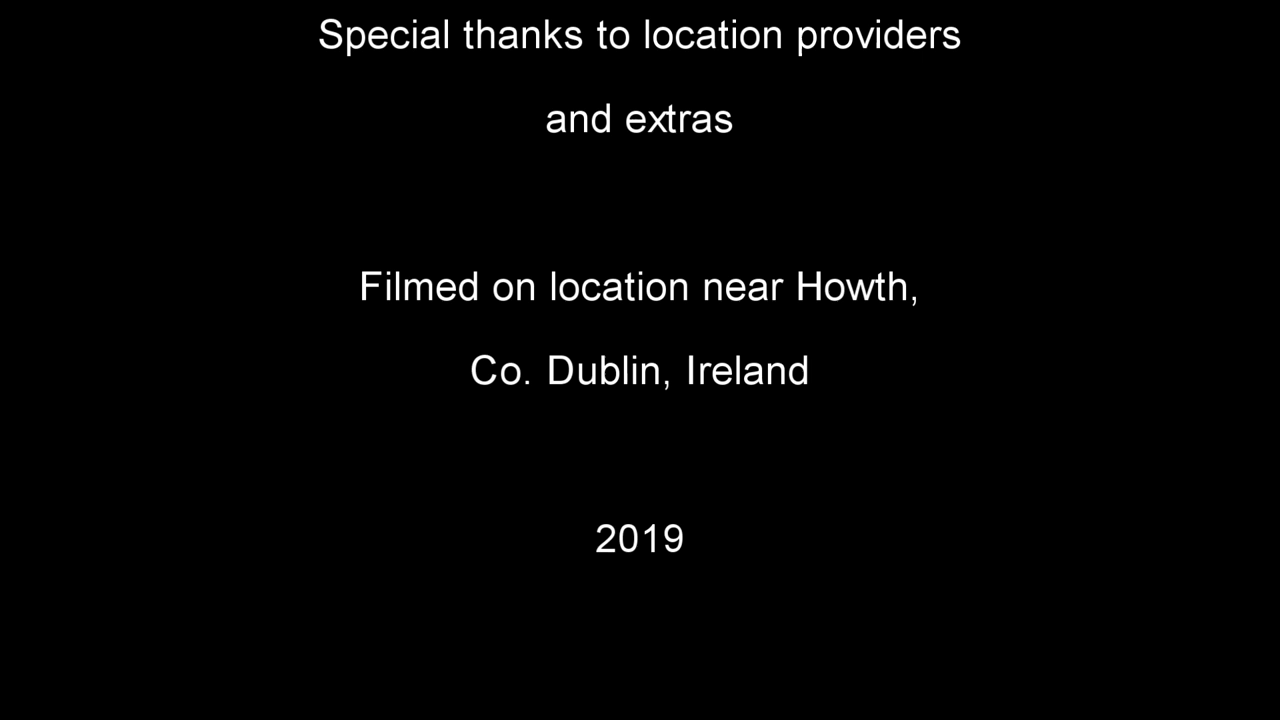 Special thanks to location providers
and extras
Filmed on location near Howth,
Co. Dublin, Ireland
2019